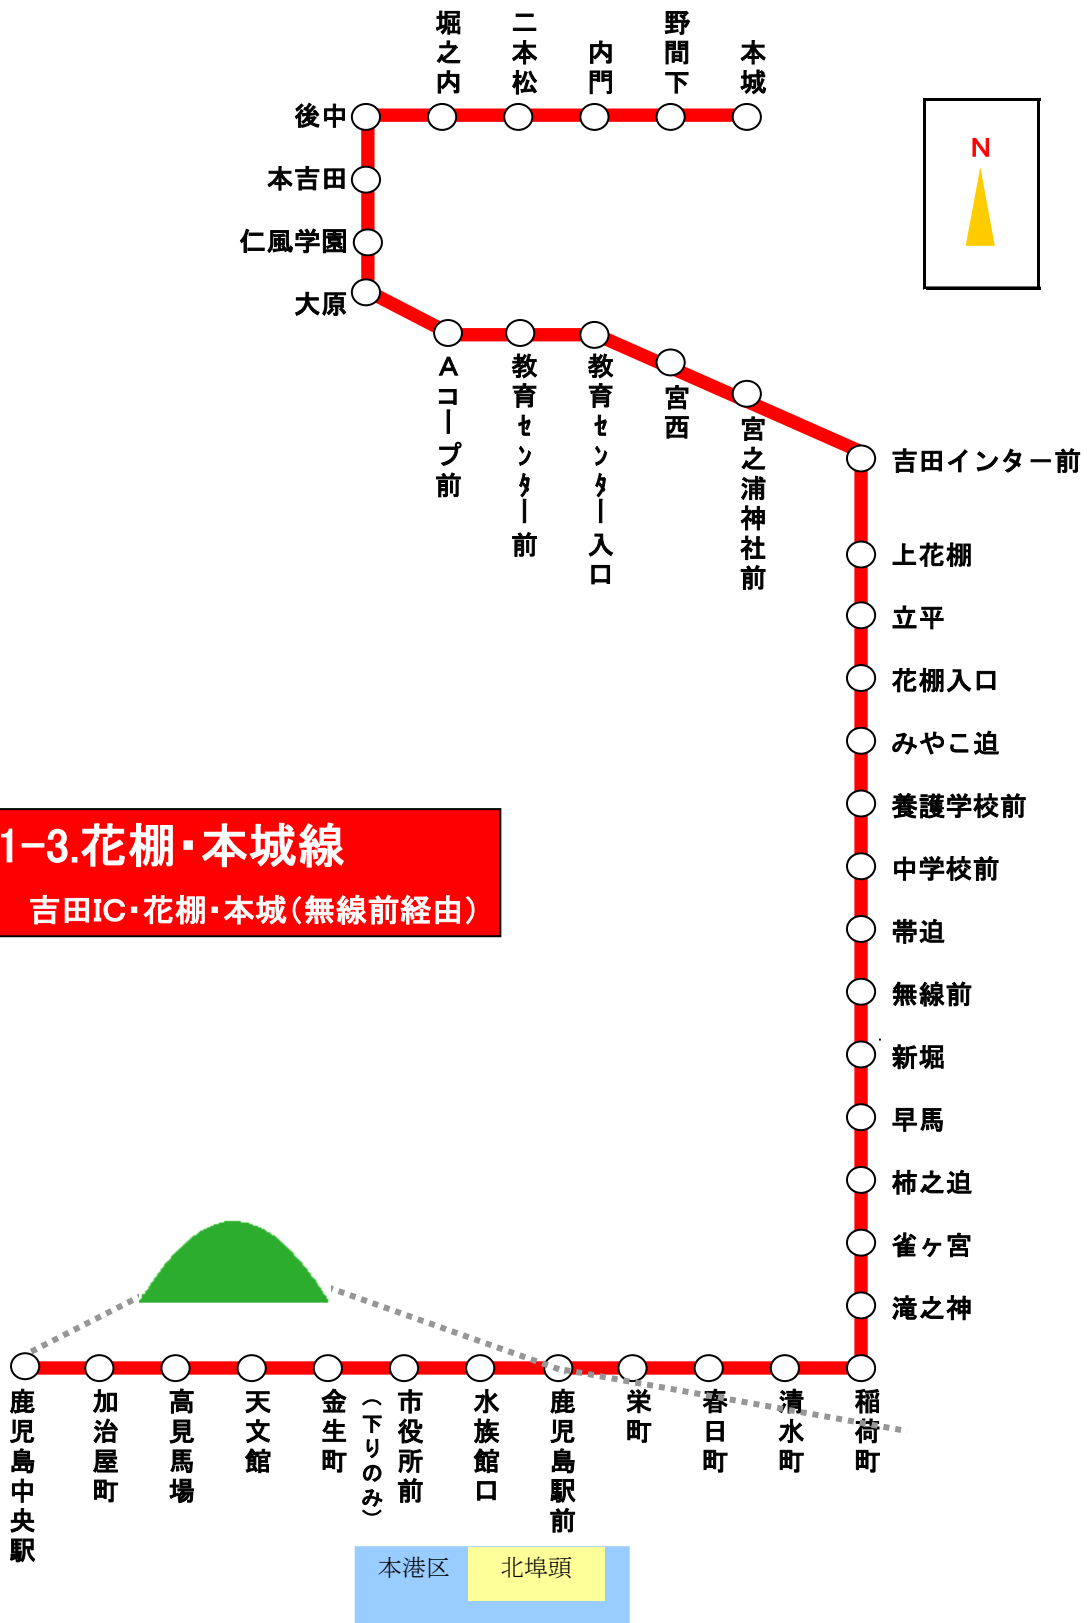 堀之内
二本松
内門
野間下
本城
後中
本吉田
仁風学園
大原
N
Aコープ前
教育センター前
教育センター入口
宮西
宮之浦神社前
吉田インター前
上花棚
立平
花棚入口
みやこ迫
養護学校前
中学校前
帯迫
無線前
新堀
早馬
柿之迫
雀ヶ宮
滝之神
1-3.花棚・本城線
吉田IC・花棚・本城(無線前経由)
鹿児島中央駅
加治屋町
高見馬場
天文館
金生町
市役所前
(下りのみ)
水族館口
鹿児島駅前
栄町
春日町
清水町
稲荷町
本港区
北埠頭